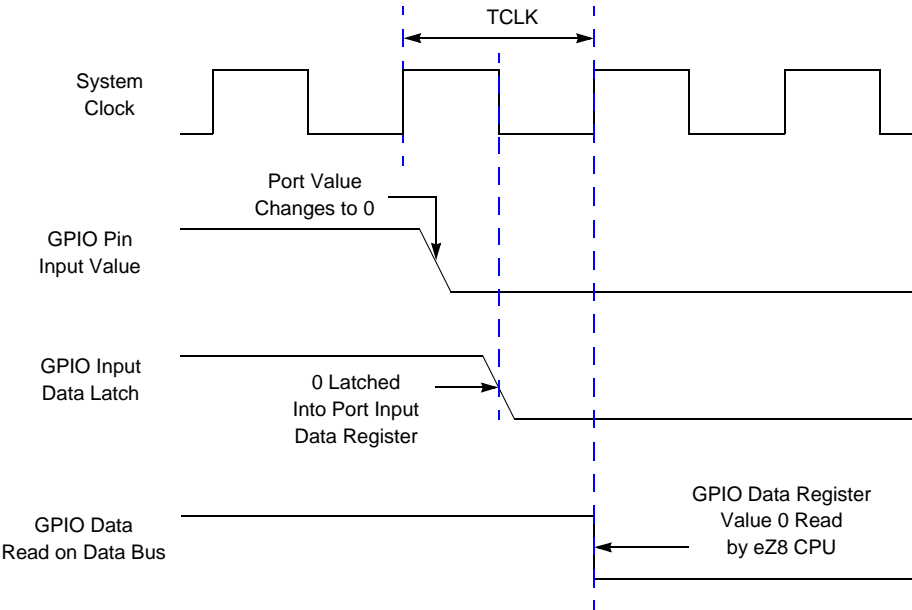 TCLK
System
Clock
Port Value
Changes to 0
GPIO Pin
Input Value
GPIO Input
Data Latch
0 Latched
Into Port Input
Data Register
GPIO Data
Read on Data Bus
GPIO Data Register
Value 0 Read
by eZ8 CPU